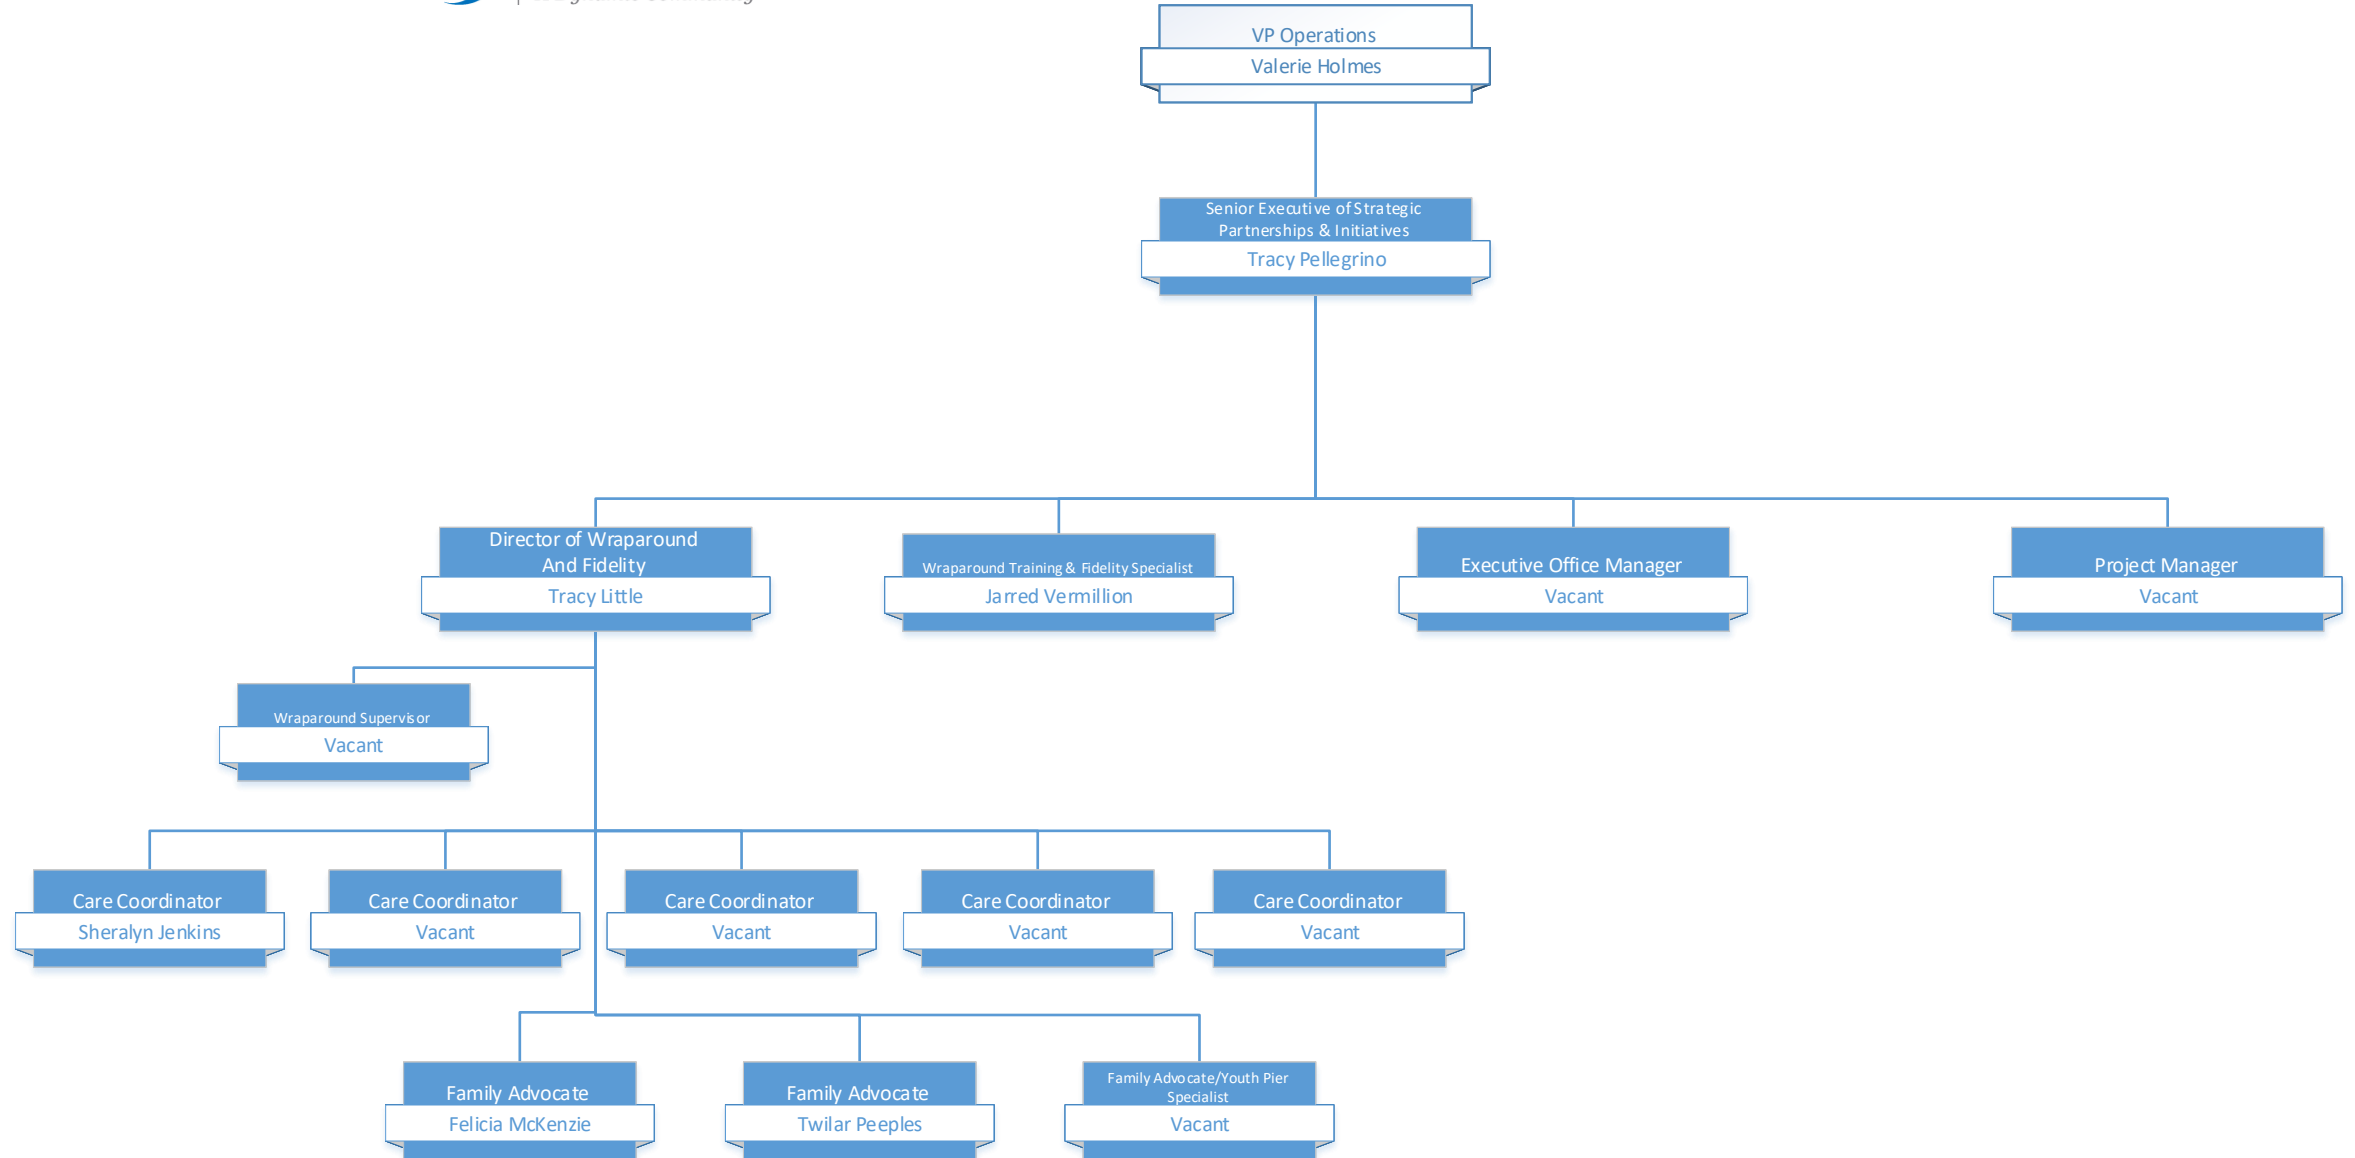 VP Operations
Valerie Holmes
Senior Executive of Strategic
Partnerships & Initiatives
Tracy Pellegrino
Director of Wraparound
And Fidelity
Tracy Little
Wraparound Training & Fidelity Specialist
Jarred Vermillion
Executive Office Manager
Vacant
Project Manager
Vacant
Wraparound Supervisor
Vacant
Care Coordinator
Sheralyn Jenkins
Care Coordinator
Vacant
Care Coordinator
Vacant
Care Coordinator
Vacant
Care Coordinator
Vacant
Family Advocate
Felicia McKenzie
Family Advocate
Twilar Peeples
Family Advocate/Youth Pier
Specialist
Vacant